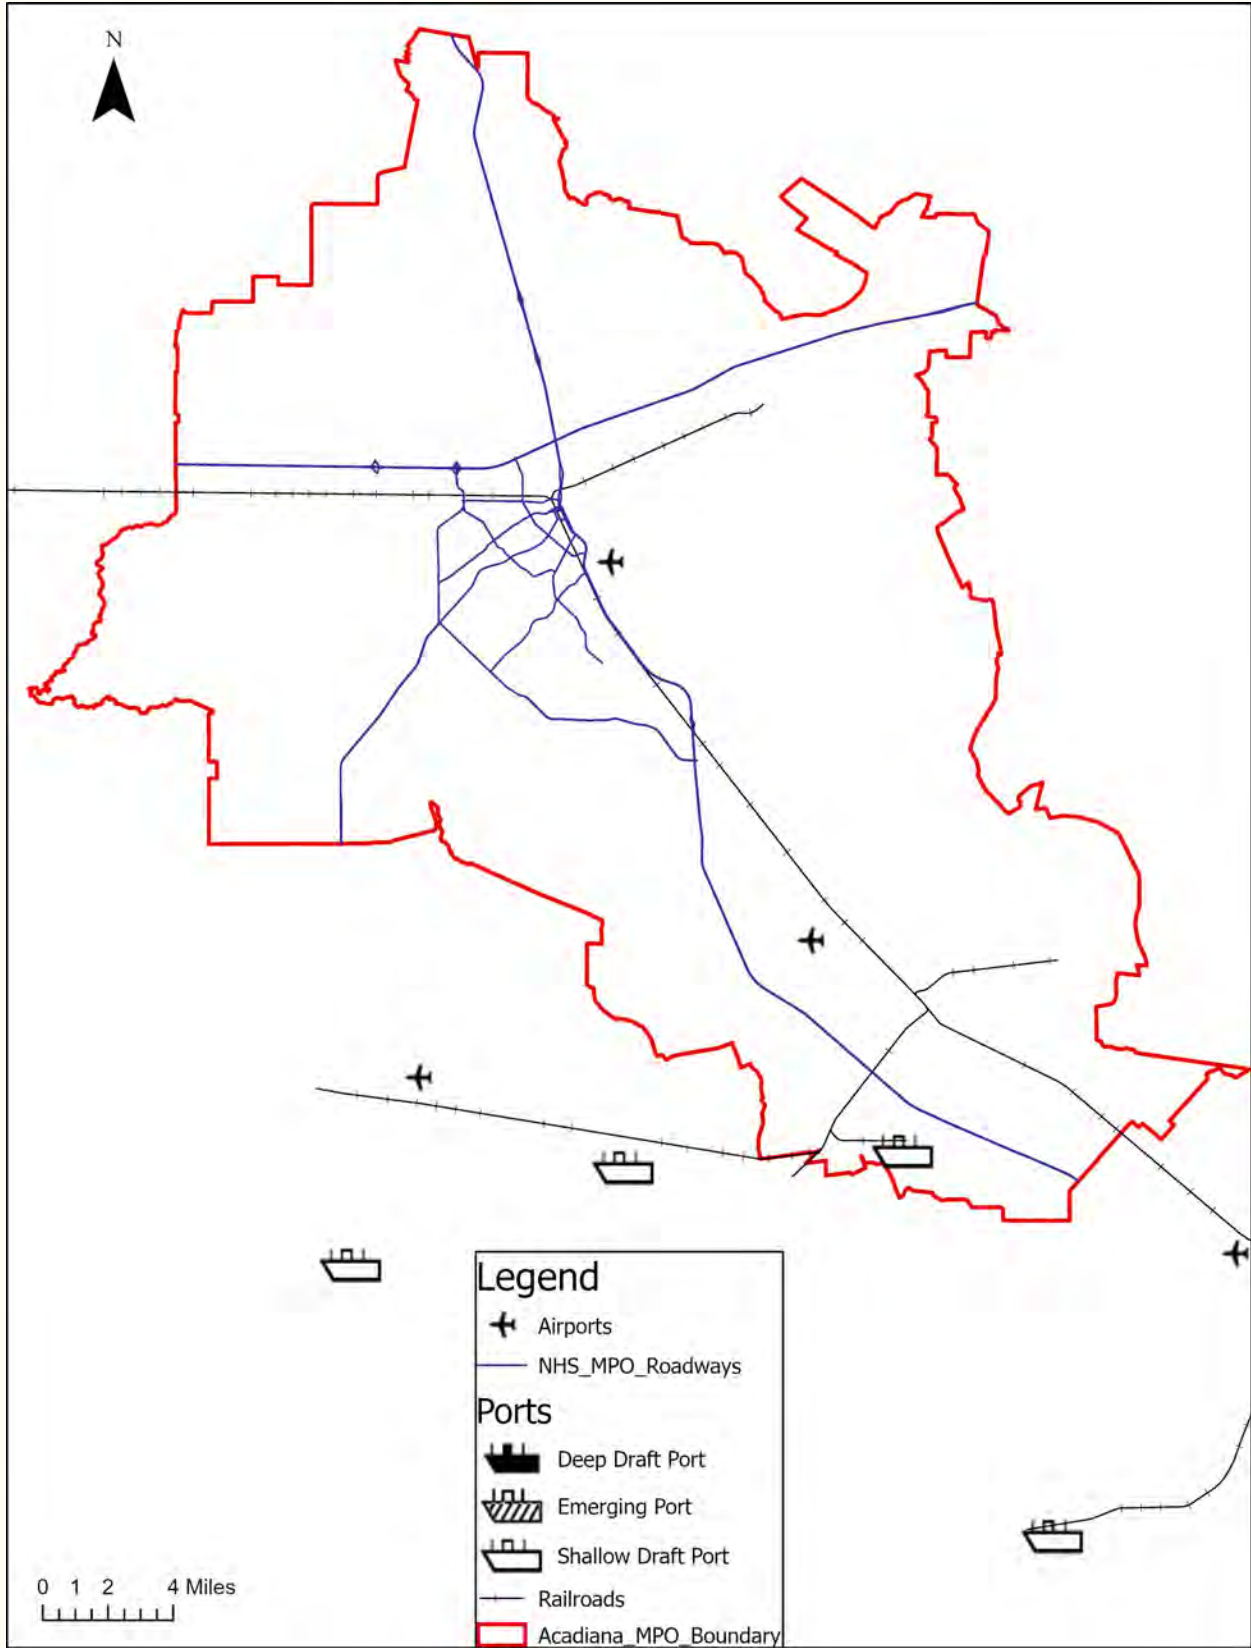 N
Legend
Airports
NHS_MPO_Roadways
Ports
Deep Draft Port
Emerging Port
Shallow Draft Port
Railroads
Acadiana_MPO_Boundary
0 1 2 4 Miles